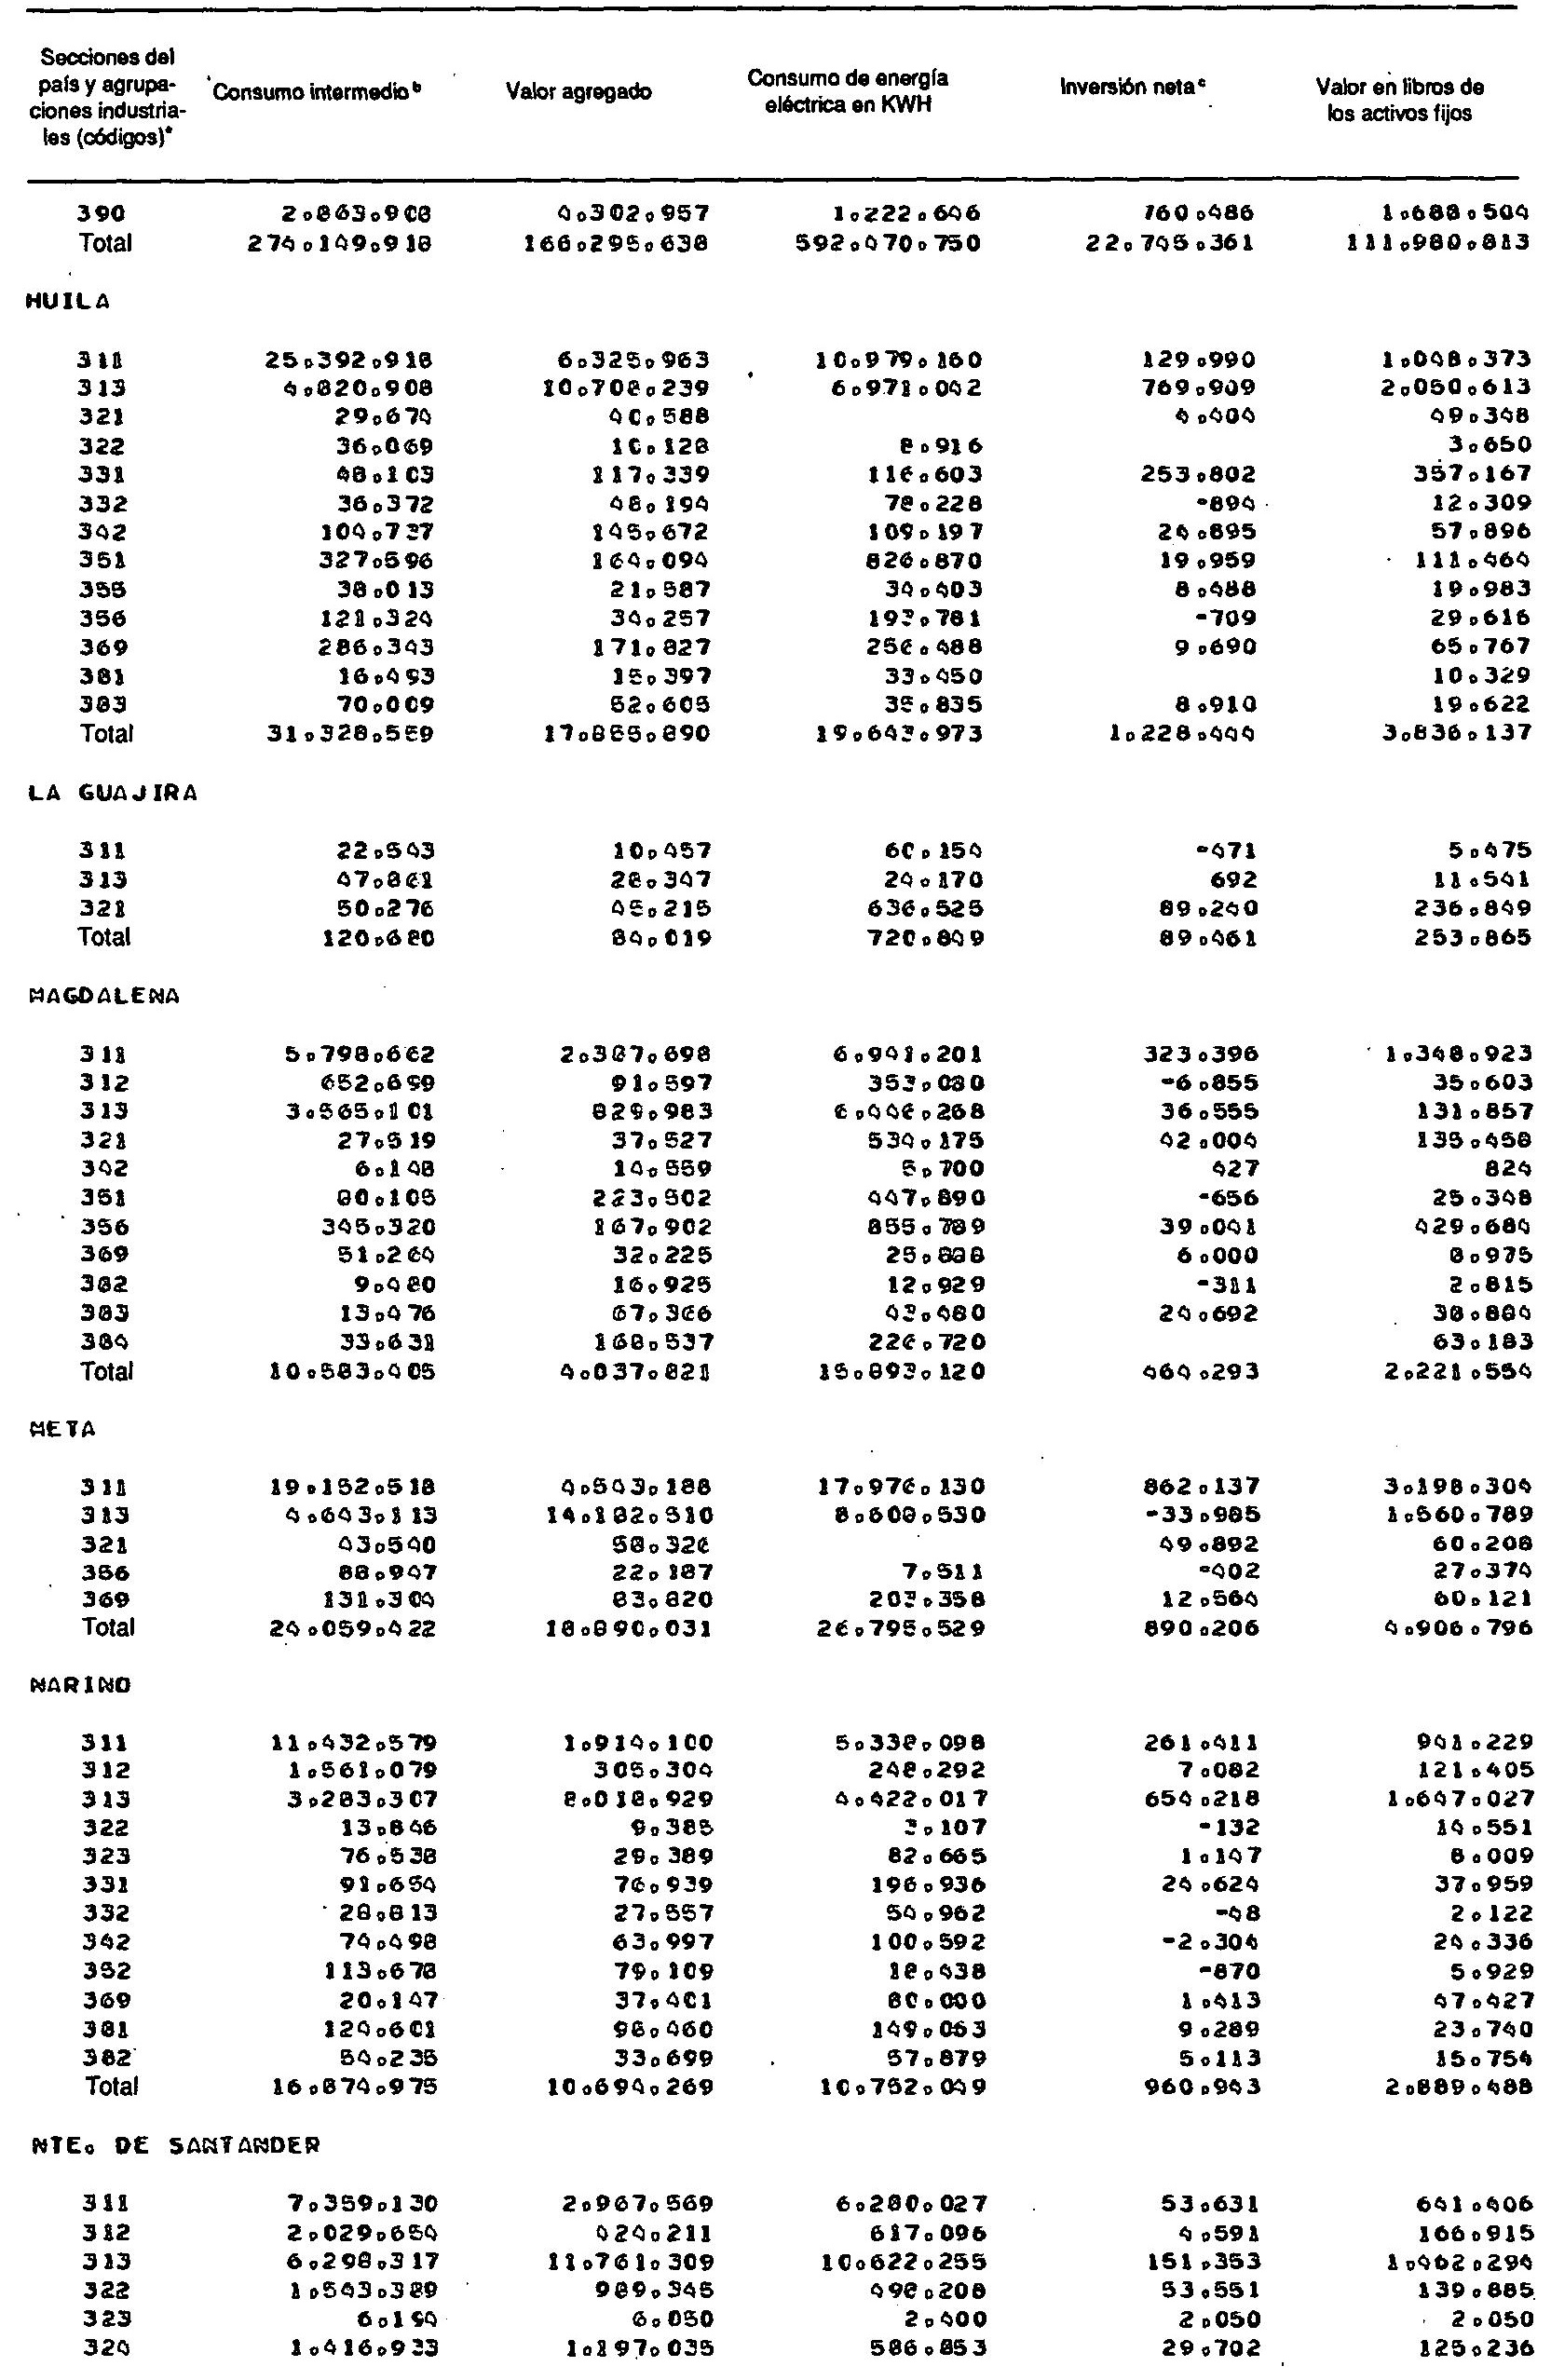 Secciones del país y agrupaciones industriales (códigos)ᵃ Consumo intermedioᵇ Valor agregado Consumo de energía eléctrica en KWH Inversión netaᶜ Valor en libros de los activos fijos
390 2.863.908 4.302.957 1.222.646 760.486 1.688.504
Total 274.149.918 166.295.638 592.470.750 22.745.361 111.980.813
HUILA
311 25.392.918 6.325.963 10.979.160 129.990 1.048.373
313 4.820.908 10.708.239 6.971.042 769.909 2.050.613
321 29.674 40.588 4.404 49.348
322 36.069 10.128 8.916 3.650
331 48.103 117.339 116.603 253.802 357.167
332 36.372 48.194 78.228 -894 12.309
342 104.737 145.672 109.197 24.895 57.896
351 327.596 164.094 826.870 19.959 111.464
355 38.013 21.587 34.403 8.488 19.983
356 121.324 34.257 193.781 -709 29.616
369 286.343 171.827 256.488 9.690 65.767
381 16.493 15.397 33.450 10.329
383 70.009 52.605 35.835 8.910 19.622
Total 31.328.559 17.855.890 19.643.973 1.228.444 3.836.137
LA GUAJIRA
311 22.543 10.457 60.154 -471 5.475
313 47.861 28.347 24.170 692 11.541
321 50.276 45.215 636.525 89.240 236.849
Total 120.680 84.019 720.849 89.461 253.865
MAGDALENA
311 5.798.662 2.387.698 6.941.201 323.396 1.348.923
312 652.699 91.597 353.080 -6.855 35.603
313 3.565.101 829.983 6.446.268 36.555 131.857
321 27.519 37.527 534.175 42.004 135.458
342 6.148 14.559 5.700 427 824
351 80.105 223.502 447.890 -656 25.348
356 345.320 167.902 855.789 39.041 429.684
369 51.264 32.225 25.888 6.000 8.975
382 9.480 16.925 12.929 -311 2.815
383 13.476 67.366 43.480 24.692 38.884
384 33.631 168.537 226.720 63.183
Total 10.583.405 4.037.821 15.893.120 464.293 2.221.554
META
311 19.152.518 4.543.188 17.976.130 862.137 3.198.304
313 4.643.113 14.182.510 8.608.530 -33.985 1.560.789
321 43.540 58.326 49.892 60.208
356 88.947 22.187 7.511 -402 27.374
369 131.304 83.820 203.358 12.564 60.121
Total 24.059.422 18.890.031 26.795.529 890.206 4.906.796
NARINO
311 11.432.579 1.914.100 5.338.098 261.411 941.229
312 1.561.079 305.304 248.292 7.082 121.405
313 3.283.307 8.018.929 4.422.017 654.218 1.647.027
322 13.846 9.385 3.107 -132 14.551
323 76.538 29.389 82.665 1.147 8.009
331 91.654 76.939 196.936 24.624 37.959
332 28.813 27.557 54.962 -48 2.122
342 74.498 63.997 100.592 -2.304 24.336
352 113.678 79.109 18.438 -870 5.929
369 20.147 37.401 80.000 1.413 47.427
381 124.601 98.460 149.063 9.289 23.740
382 54.235 33.699 57.879 5.113 15.754
Total 16.874.975 10.694.269 10.752.049 960.943 2.889.488
NTE. DE SANTANDER
311 7.359.130 2.967.569 6.280.027 53.631 641.406
312 2.029.654 424.211 617.096 4.591 166.915
313 6.298.317 11.761.309 10.622.255 151.353 1.462.294
322 1.543.389 989.345 498.208 53.551 139.885
323 6.194 6.050 2.400 2.050 2.050
324 1.416.933 1.197.035 586.853 29.702 125.236